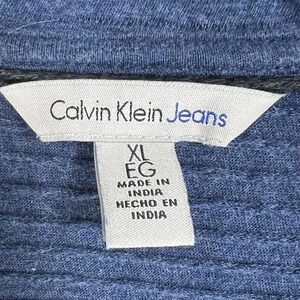 Calvin Klein Jeans
XL
EG
MADE IN
INDIA
HECHO EN
INDIA